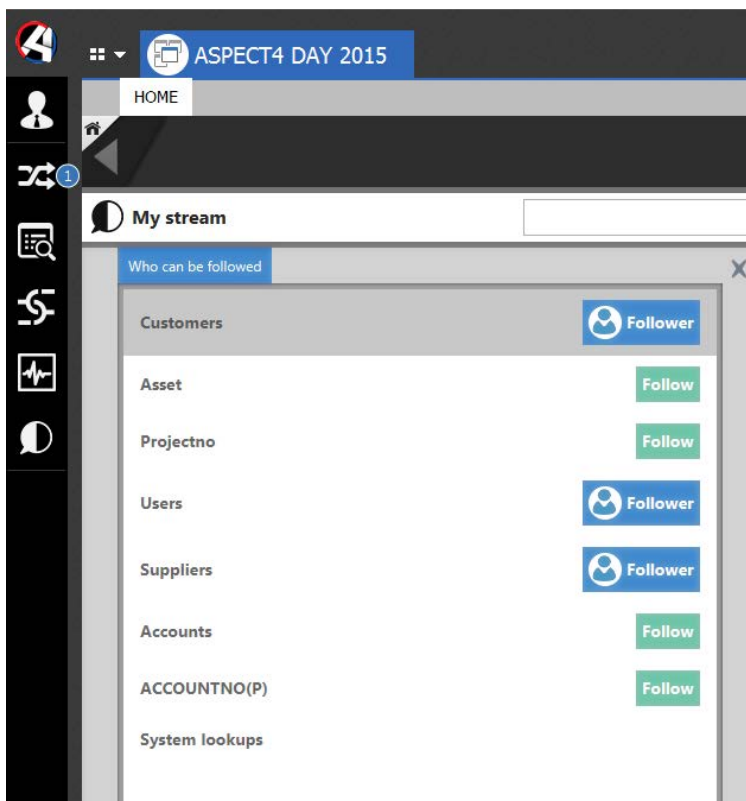 ASPECT4 DAY 2015
HOME
1
My stream
Who can be followed
X
Customers Follower
Asset Follow
Projectno Follow
Users Follower
Suppliers Follower
Accounts Follow
ACCOUNTNO(P) Follow
System lookups